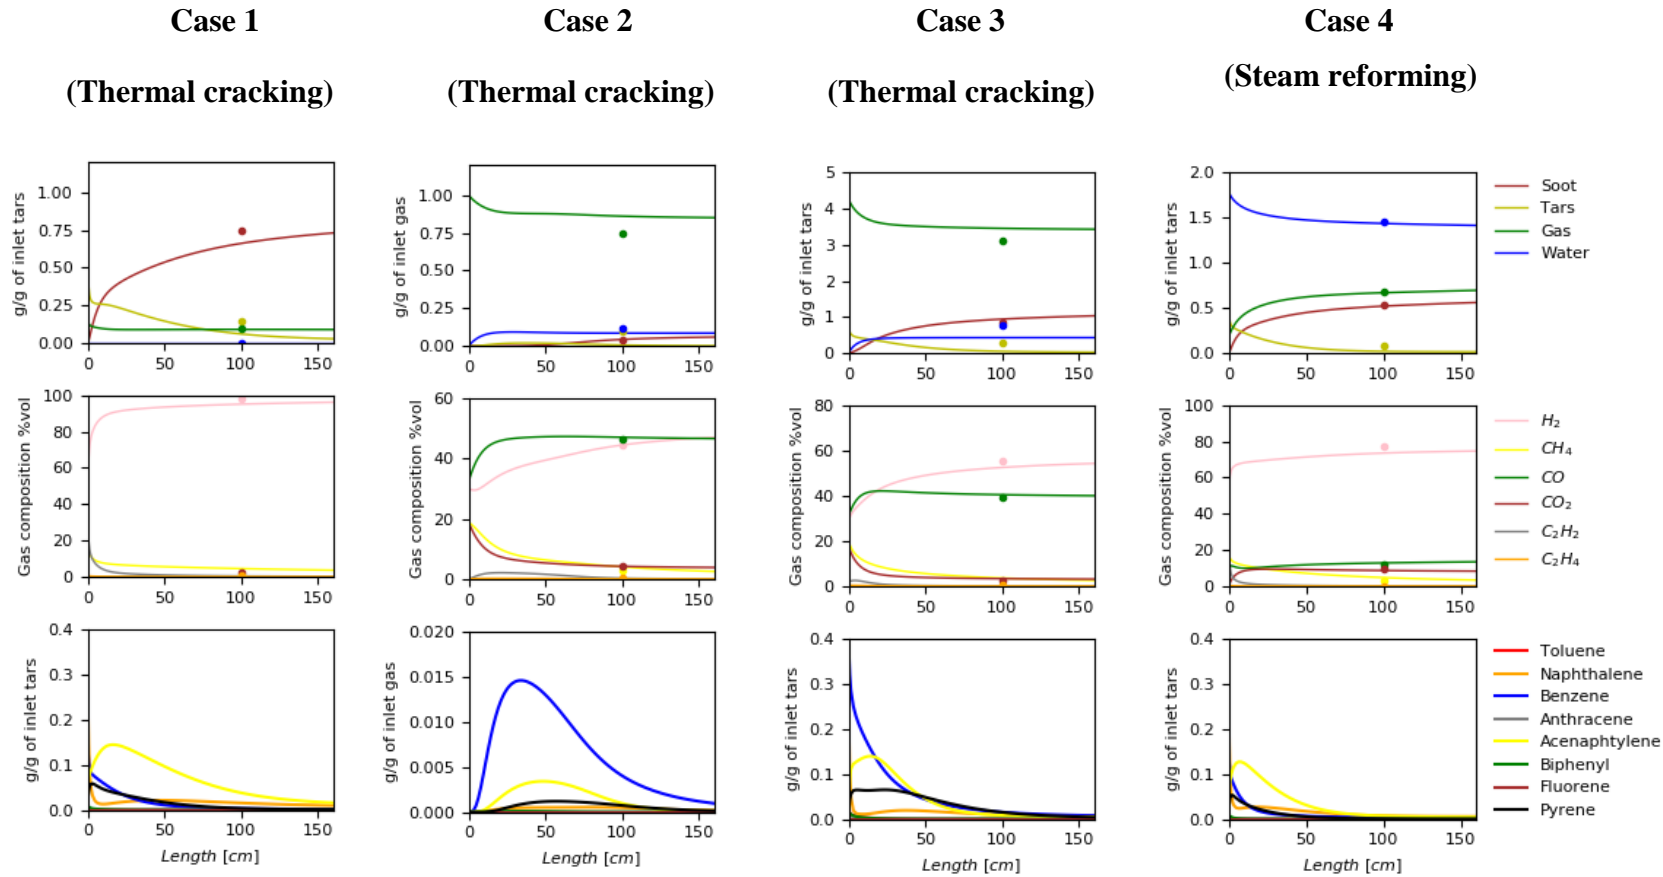 Case 1
(Thermal cracking)
Case 2
(Thermal cracking)
Case 3
(Thermal cracking)
Case 4
(Steam reforming)
g/g of inlet tars
1.00
0.75
0.50
0.25
0.00
0 50 100 150
g/g of inlet gas
1.00
0.75
0.50
0.25
0.00
0 50 100 150
g/g of inlet tars
5
4
3
2
1
0
0 50 100 150
g/g of inlet tars
2.0
1.5
1.0
0.5
0.0
0 50 100 150
Soot
Tars
Gas
Water
Gas composition %vol
100
80
60
40
20
0
0 50 100 150
Gas composition %vol
60
40
20
0
0 50 100 150
Gas composition %vol
80
60
40
20
0
0 50 100 150
Gas composition %vol
100
80
60
40
20
0
0 50 100 150
H₂
CH₄
CO
CO₂
C₂H₂
C₂H₄
g/g of inlet tars
0.4
0.3
0.2
0.1
0.0
0 50 100 150
Length [cm]
g/g of inlet gas
0.020
0.015
0.010
0.005
0.000
0 50 100 150
Length [cm]
g/g of inlet tars
0.4
0.3
0.2
0.1
0.0
0 50 100 150
Length [cm]
g/g of inlet tars
0.4
0.3
0.2
0.1
0.0
0 50 100 150
Length [cm]
Toluene
Naphthalene
Benzene
Anthracene
Acenaphtylene
Biphenyl
Fluorene
Pyrene